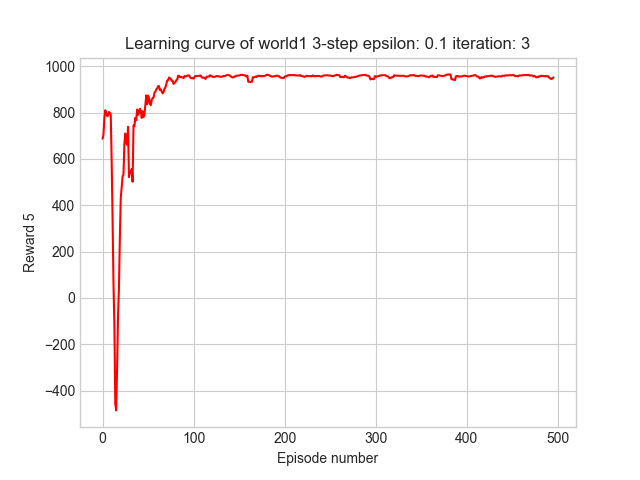 Learning curve of world1 3-step epsilon: 0.1 iteration: 3
1000
800
600
400
200
0
−200
−400
Reward 5
0 100 200 300 400 500
Episode number